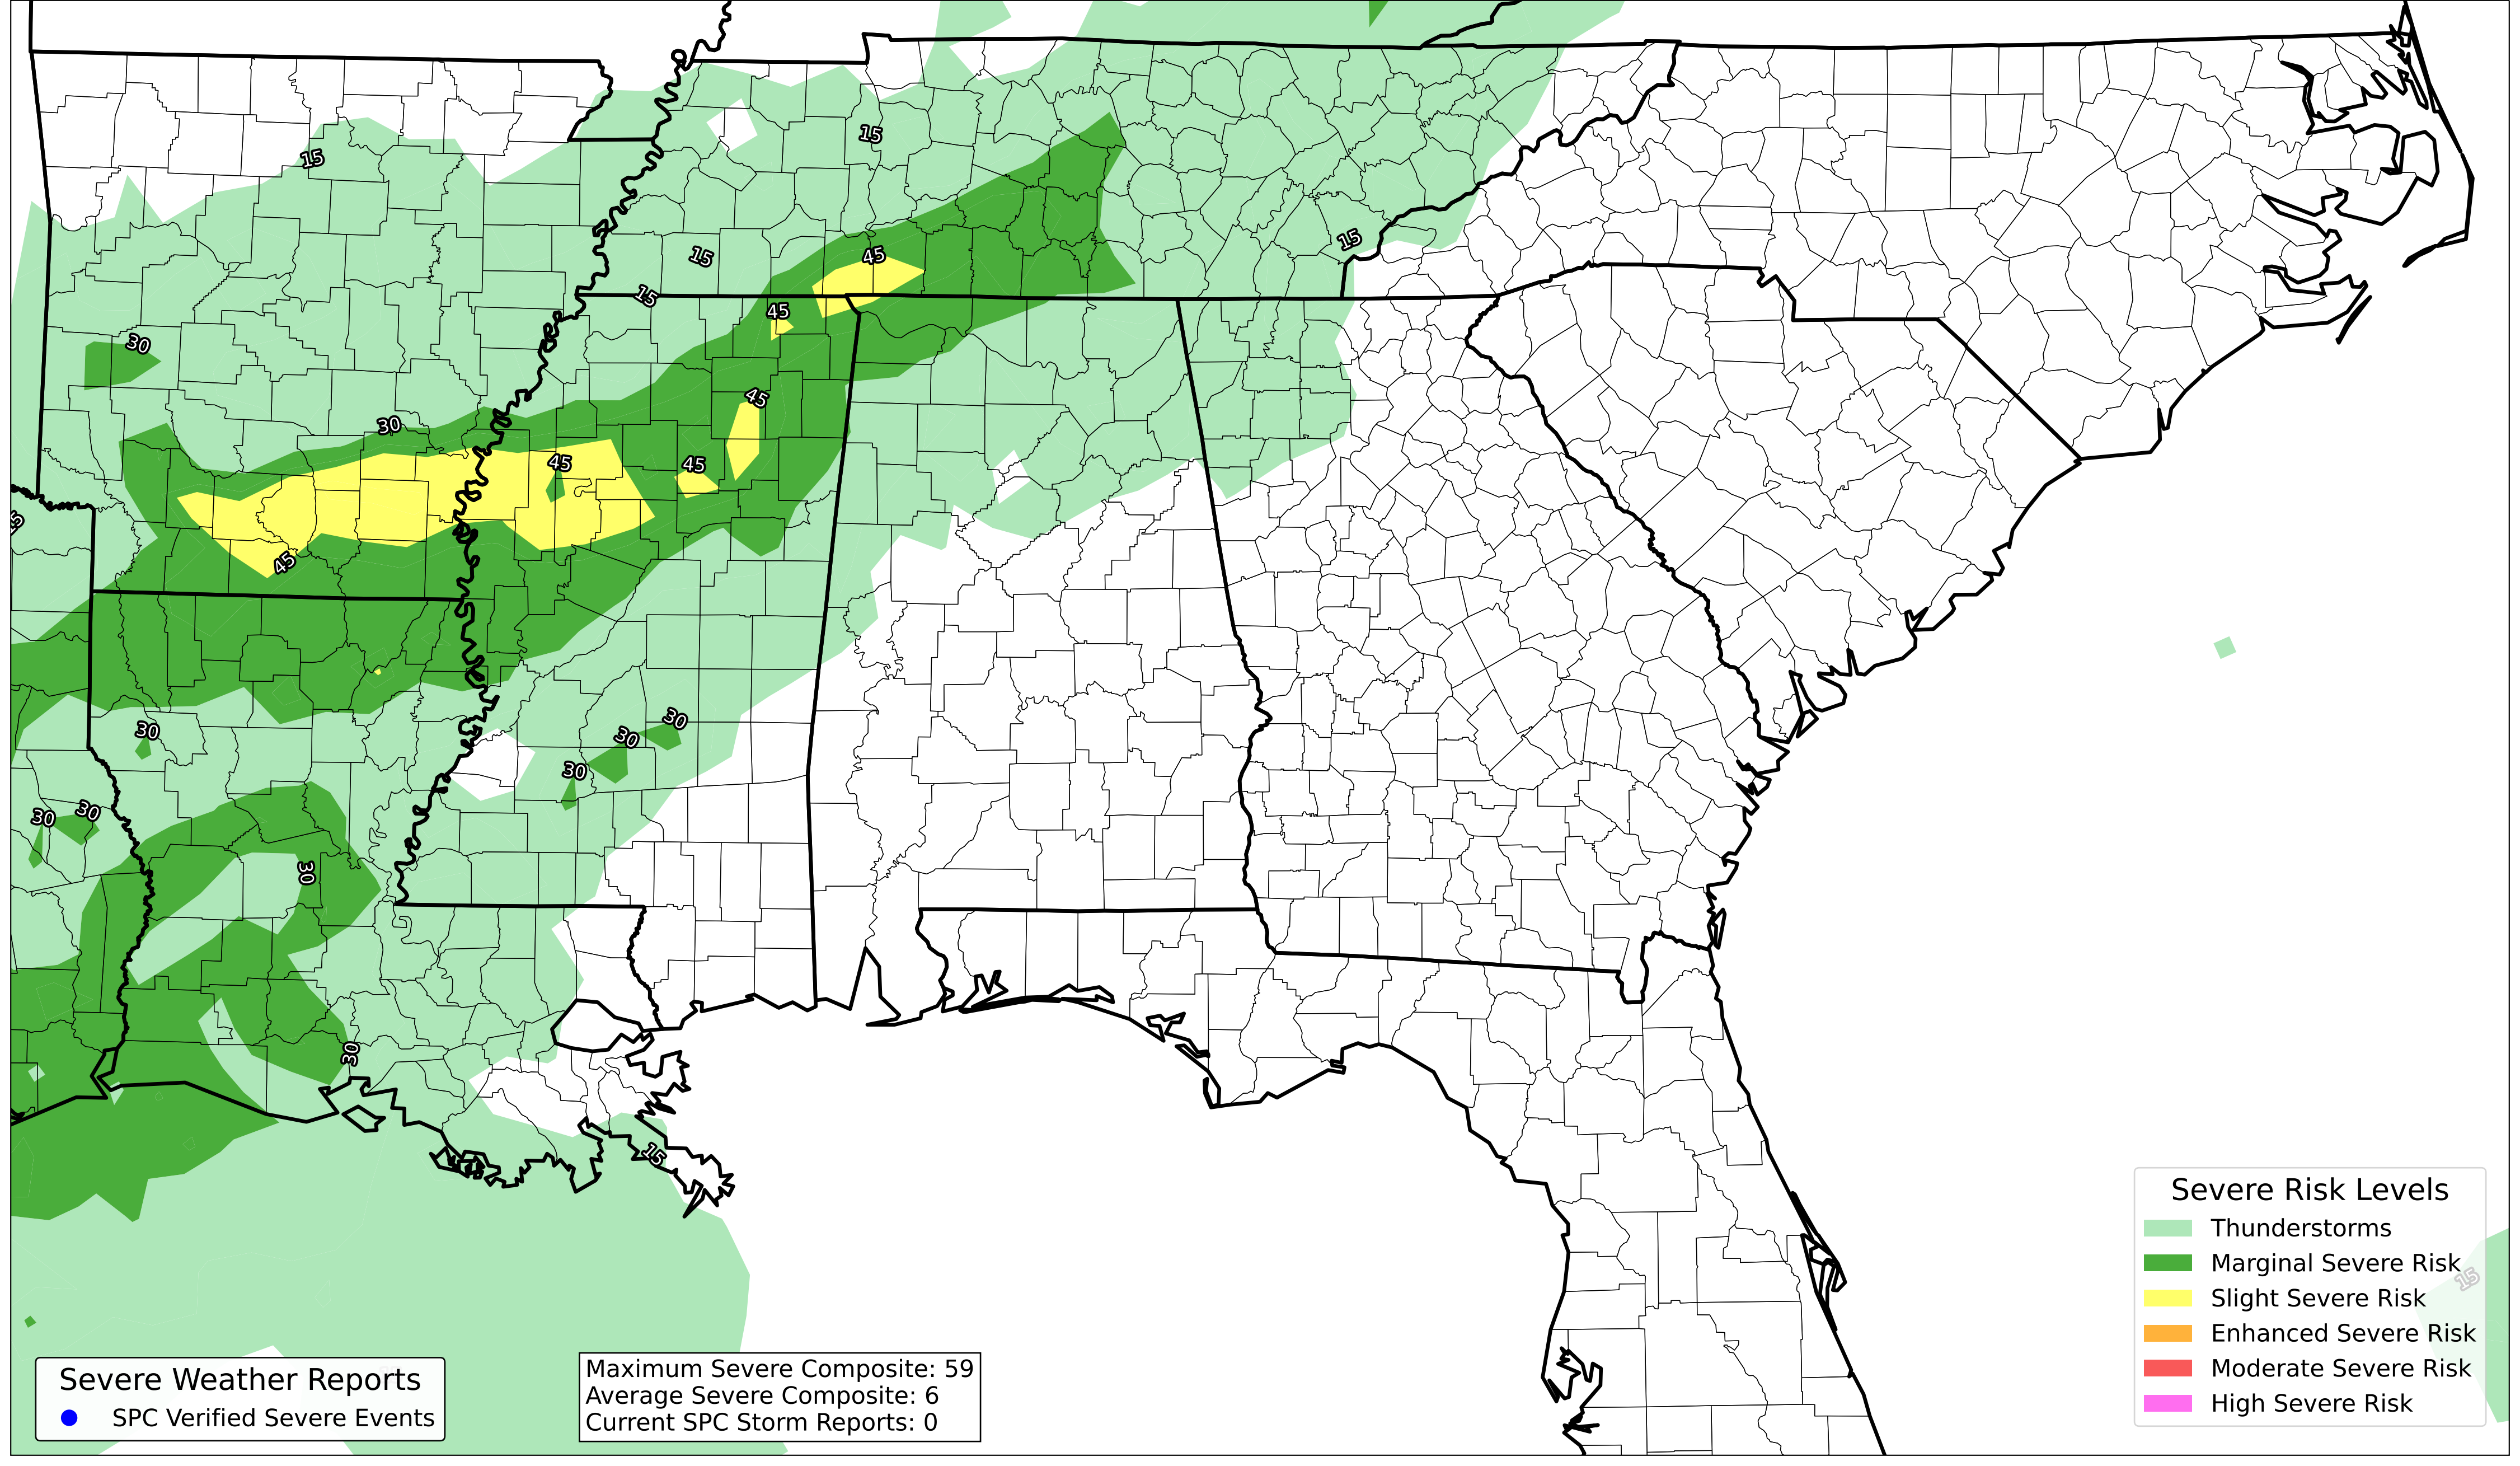 15
15
15
45
15
15
45
30
45
30
45
45
15
45
30
30
30
30
30
30
30
30
15
Severe Risk Levels
Thunderstorms
Marginal Severe Risk
Slight Severe Risk
Enhanced Severe Risk
Moderate Severe Risk
High Severe Risk
15
Severe Weather Reports
SPC Verified Severe Events
Maximum Severe Composite: 59
Average Severe Composite: 6
Current SPC Storm Reports: 0